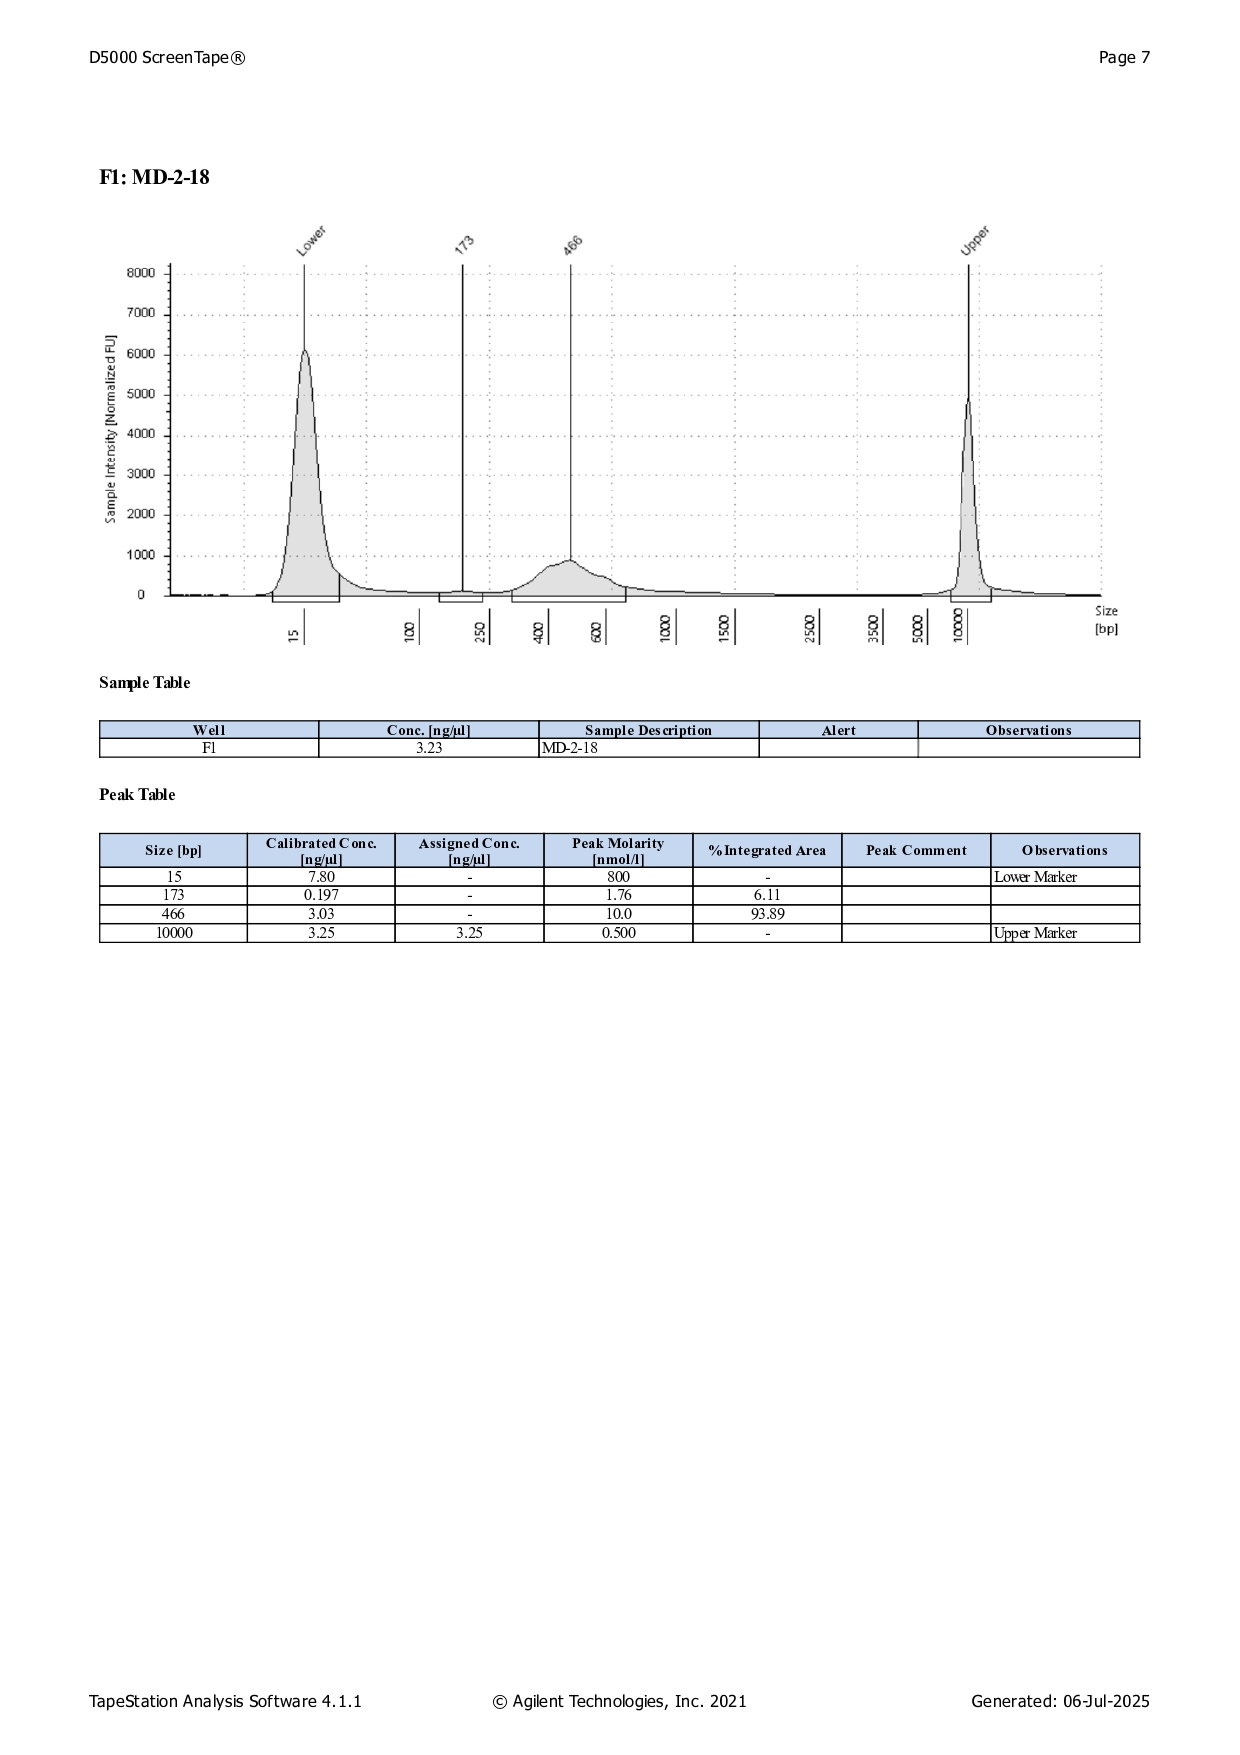 D5000 ScreenTape® Page 7
F1: MD-2-18
Lower 173 466 Upper
Sample Intensity [Normalized FU]
8000
7000
6000
5000
4000
3000
2000
1000
0
15 100 250 400 600 1000 1500 2500 3500 5000 10000
Size
[bp]
Sample Table
Well Conc. [ng/µl] Sample Description Alert Observations
F1 3.23 MD-2-18
Peak Table
Size [bp] Calibrated Conc. [ng/µl] Assigned Conc. [ng/µl] Peak Molarity [nmol/l] % Integrated Area Peak Comment Observations
15 7.80 - 800 - Lower Marker
173 0.197 - 1.76 6.11
466 3.03 - 10.0 93.89
10000 3.25 3.25 0.500 - Upper Marker
TapeStation Analysis Software 4.1.1 © Agilent Technologies, Inc. 2021 Generated: 06-Jul-2025